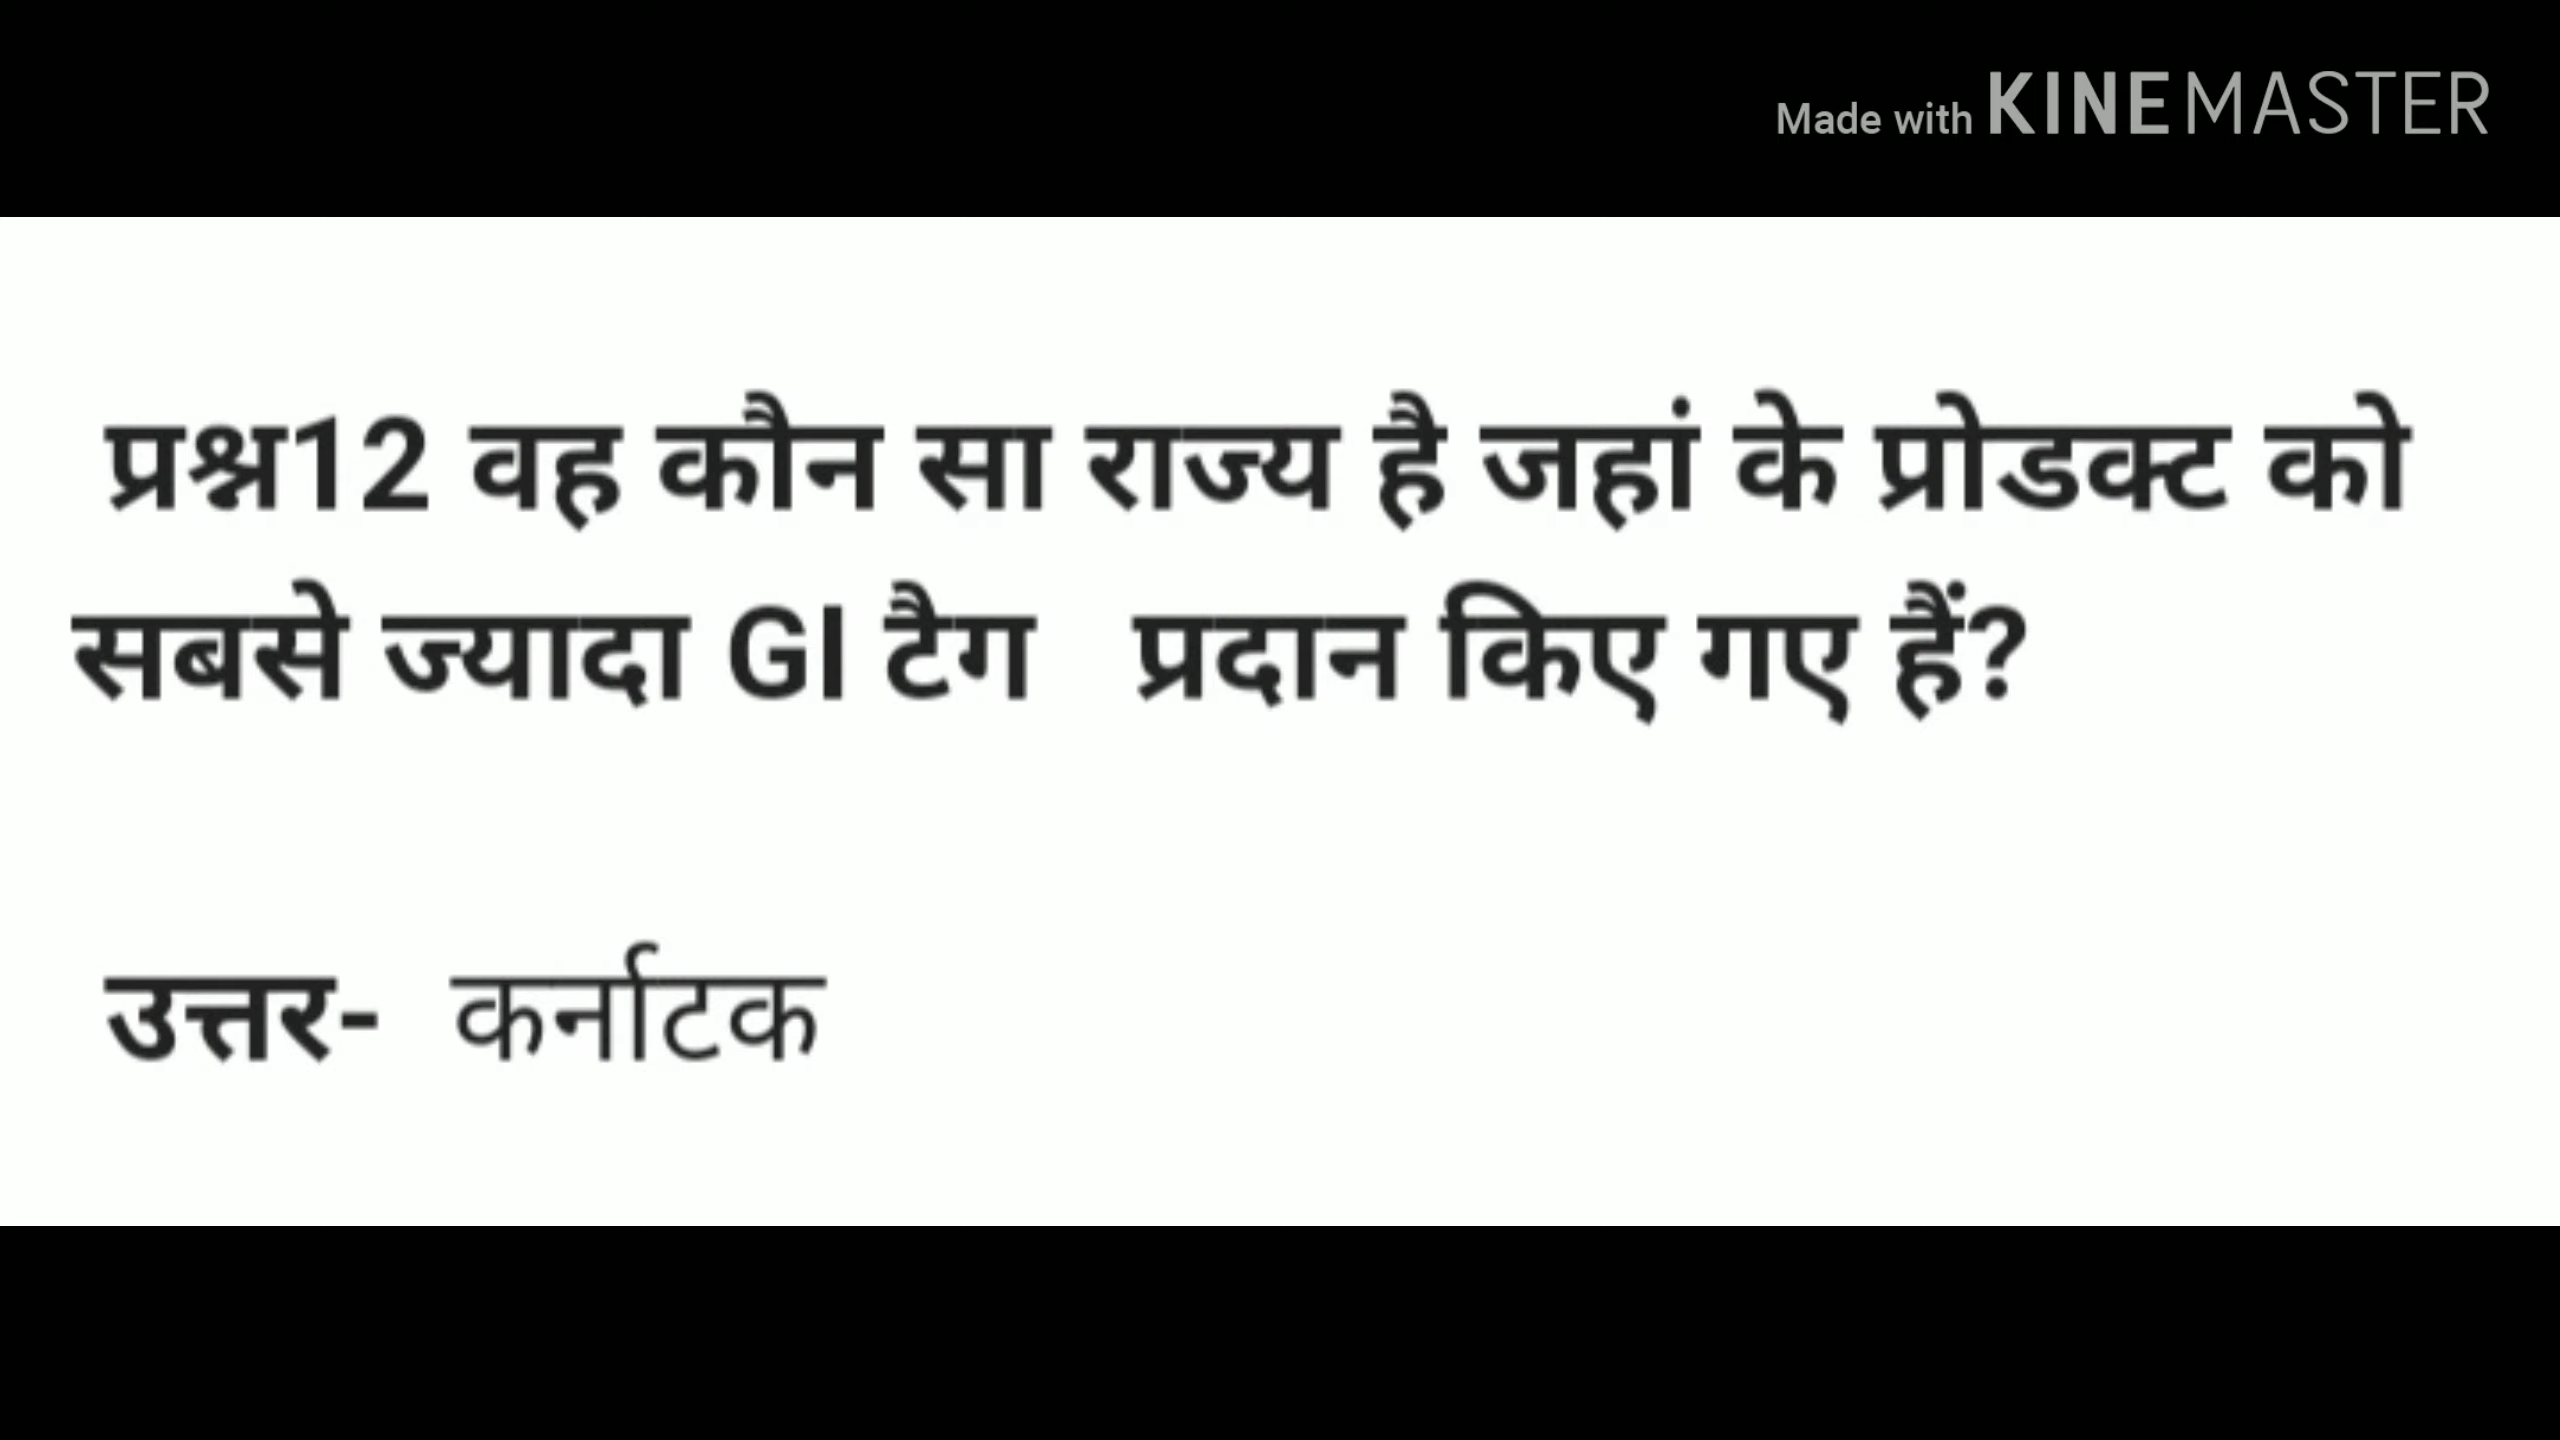 Made with KINEMASTER
प्रश्न12 वह कौन सा राज्य है जहां के प्रोडक्ट को
सबसे ज्यादा GI टैग प्रदान किए गए हैं?
उत्तर- कर्नाटक